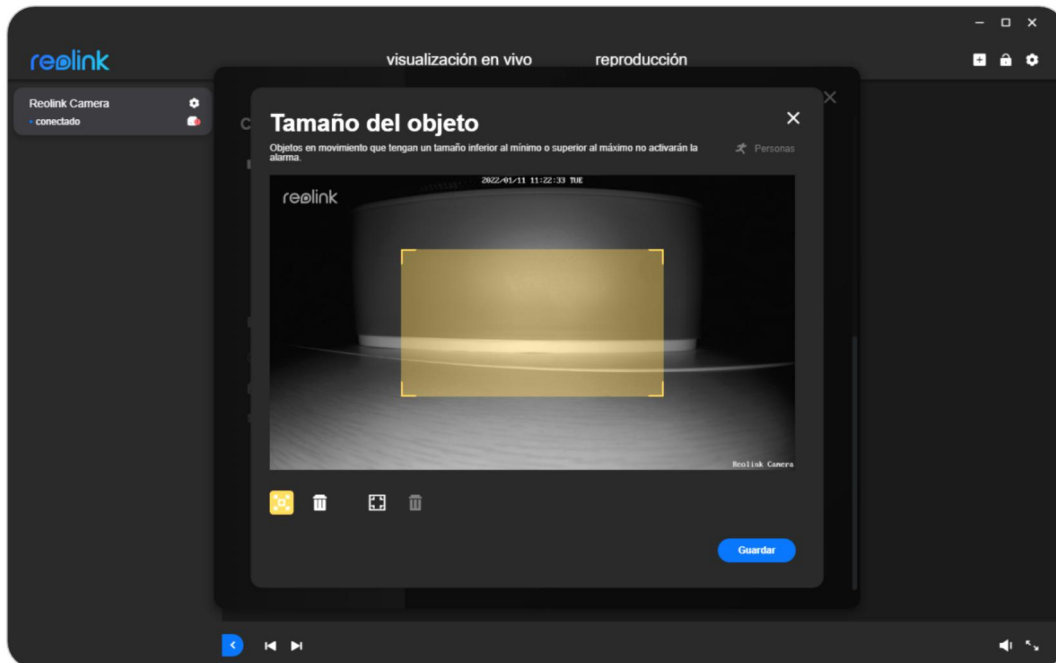 reolink
visualización en vivo
reproducción
Reolink Camera
conectado
C
Tamaño del objeto
Objetos en movimiento que tengan un tamaño inferior al mínimo o superior al máximo no activarán la
alarma.
Personas
2022/01/11 11:22:33 TUE
reolink
Reolink Camera
Guardar